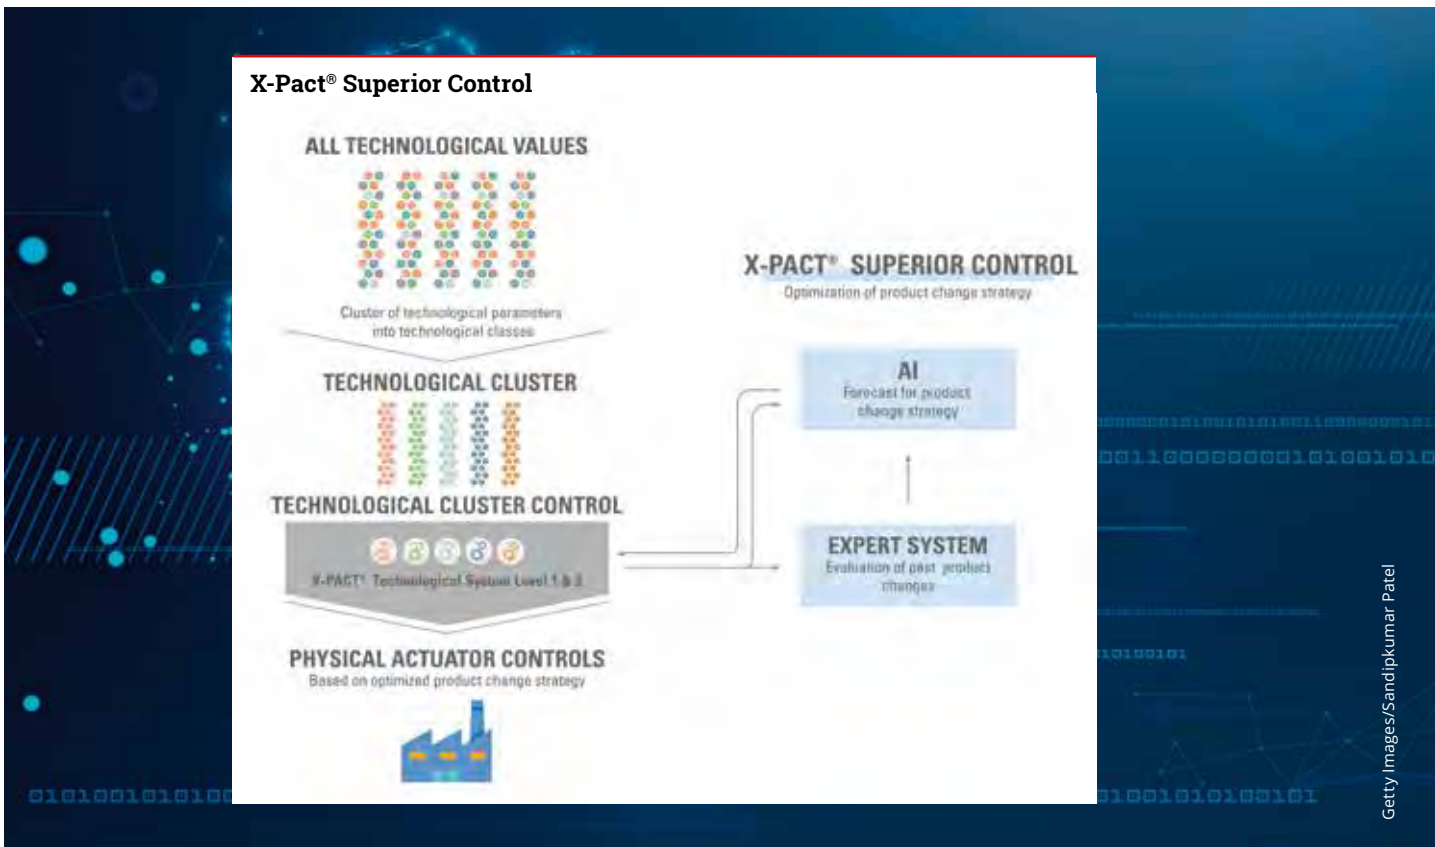 X-Pact® Superior Control
ALL TECHNOLOGICAL VALUES
Cluster of technological parameters
into technological classes
TECHNOLOGICAL CLUSTER
TECHNOLOGICAL CLUSTER CONTROL
X-PACT® Technological System Level 1 & 2
PHYSICAL ACTUATOR CONTROLS
Based on optimized product change strategy
X-PACT® SUPERIOR CONTROL
Optimization of product change strategy
AI
Forecast for product
change strategy
EXPERT SYSTEM
Evaluation of past product
changes
Getty Images/Sandipkumar Patel